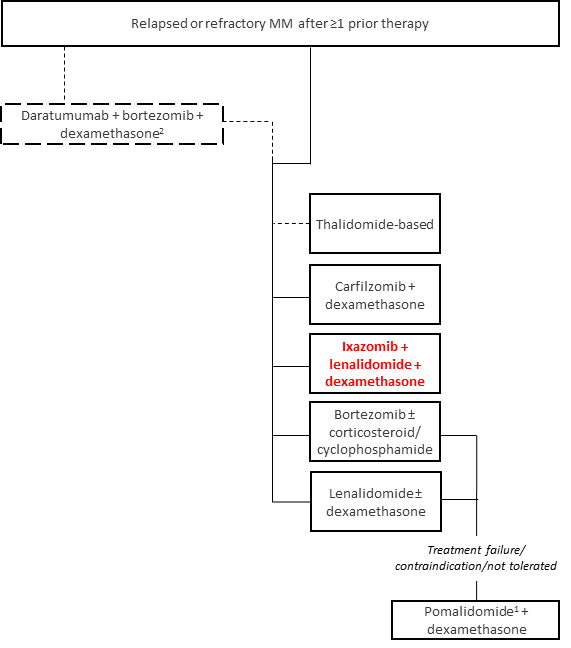 Relapsed or refractory MM after ≥1 prior therapy
Daratumumab + bortezomib +
dexamethasone²
Thalidomide-based
Carfilzomib +
dexamethasone
Ixazomib +
lenalidomide +
dexamethasone
Bortezomib ±
corticosteroid/
cyclophosphamide
Lenalidomide ±
dexamethasone
Treatment failure/
contraindication/not tolerated
Pomalidomide¹ +
dexamethasone